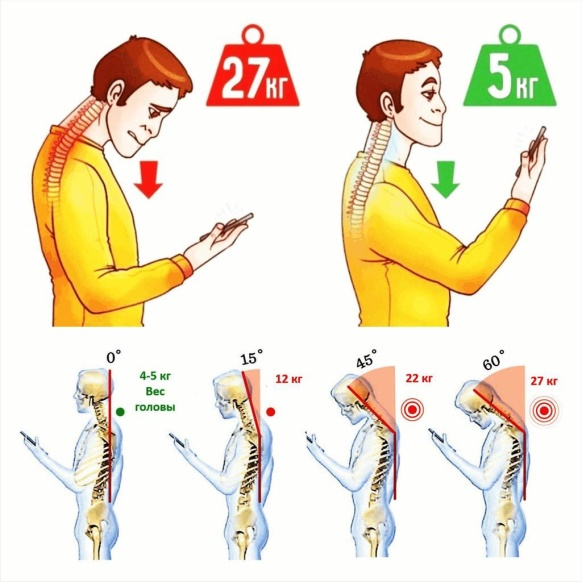 27кг
5кг
0°
4-5 кг
Вес
головы
15°
12 кг
45°
22 кг
60°
27 кг